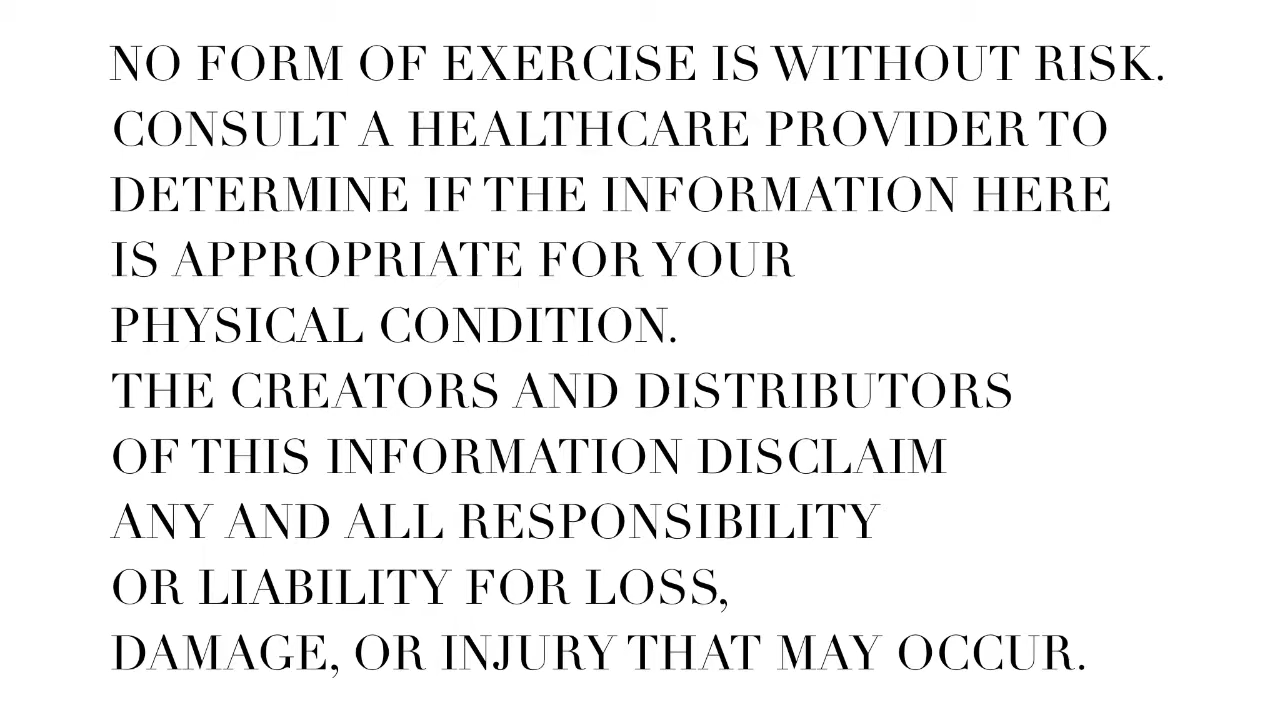 NO FORM OF EXERCISE IS WITHOUT RISK.
CONSULT A HEALTHCARE PROVIDER TO
DETERMINE IF THE INFORMATION HERE
IS APPROPRIATE FOR YOUR
PHYSICAL CONDITION.
THE CREATORS AND DISTRIBUTORS
OF THIS INFORMATION DISCLAIM
ANY AND ALL RESPONSIBILITY
OR LIABILITY FOR LOSS,
DAMAGE, OR INJURY THAT MAY OCCUR.